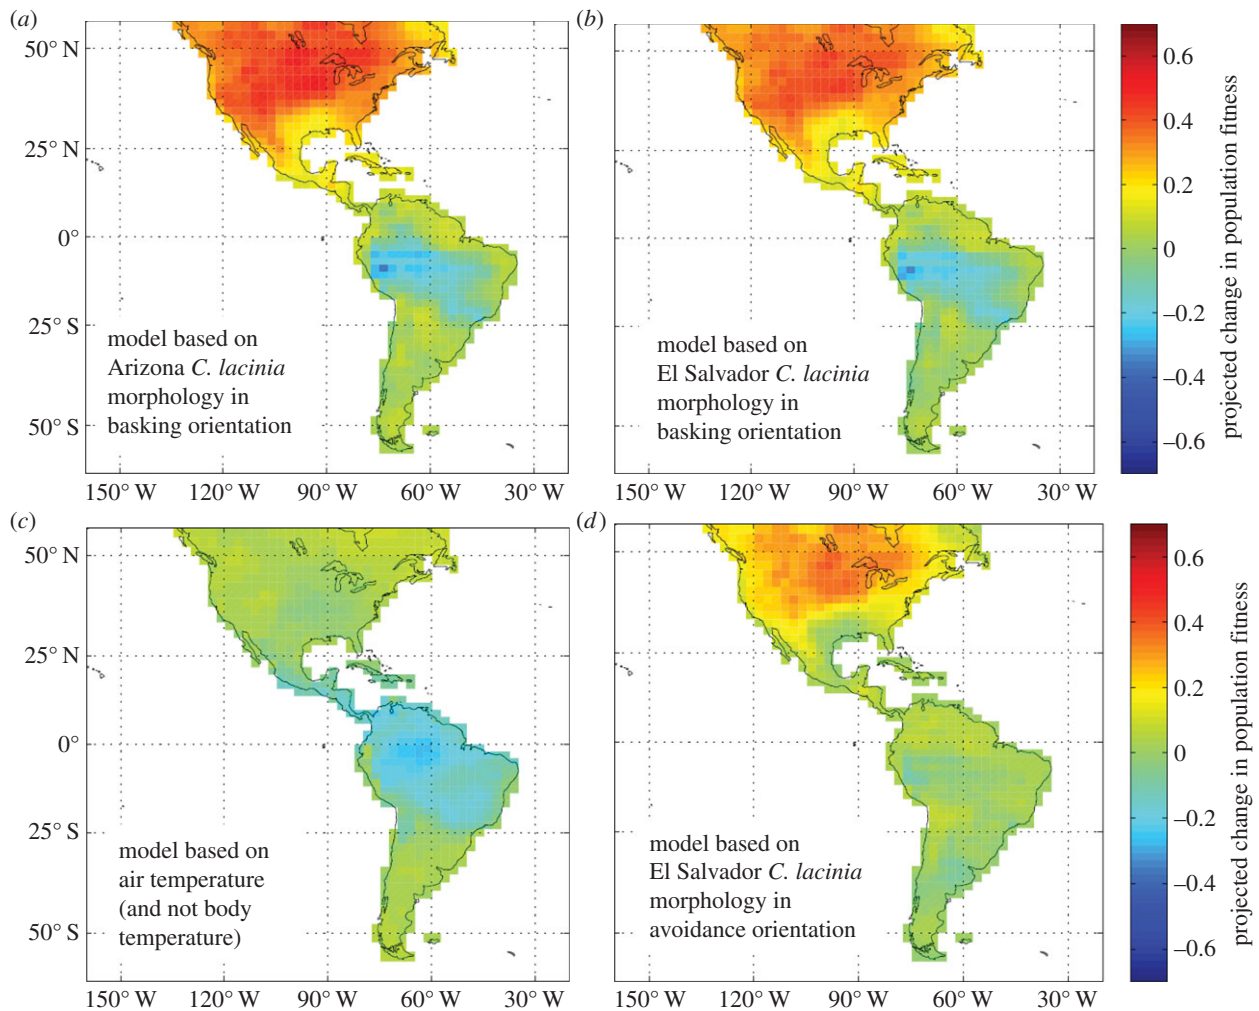 (a)
50° N
25° N
0°
25° S
50° S
model based on
Arizona C. lacinia
morphology in
basking orientation
150° W
120° W
90° W
60° W
30° W
(b)
model based on
El Salvador C. lacinia
morphology in
basking orientation
150° W
120° W
90° W
60° W
30° W
0.6
0.4
0.2
0
–0.2
–0.4
–0.6
projected change in population fitness
(c)
50° N
25° N
0°
25° S
50° S
model based on
air temperature
(and not body
temperature)
150° W
120° W
90° W
60° W
30° W
(d)
model based on
El Salvador C. lacinia
morphology in
avoidance orientation
150° W
120° W
90° W
60° W
30° W
0.6
0.4
0.2
0
–0.2
–0.4
–0.6
projected change in population fitness